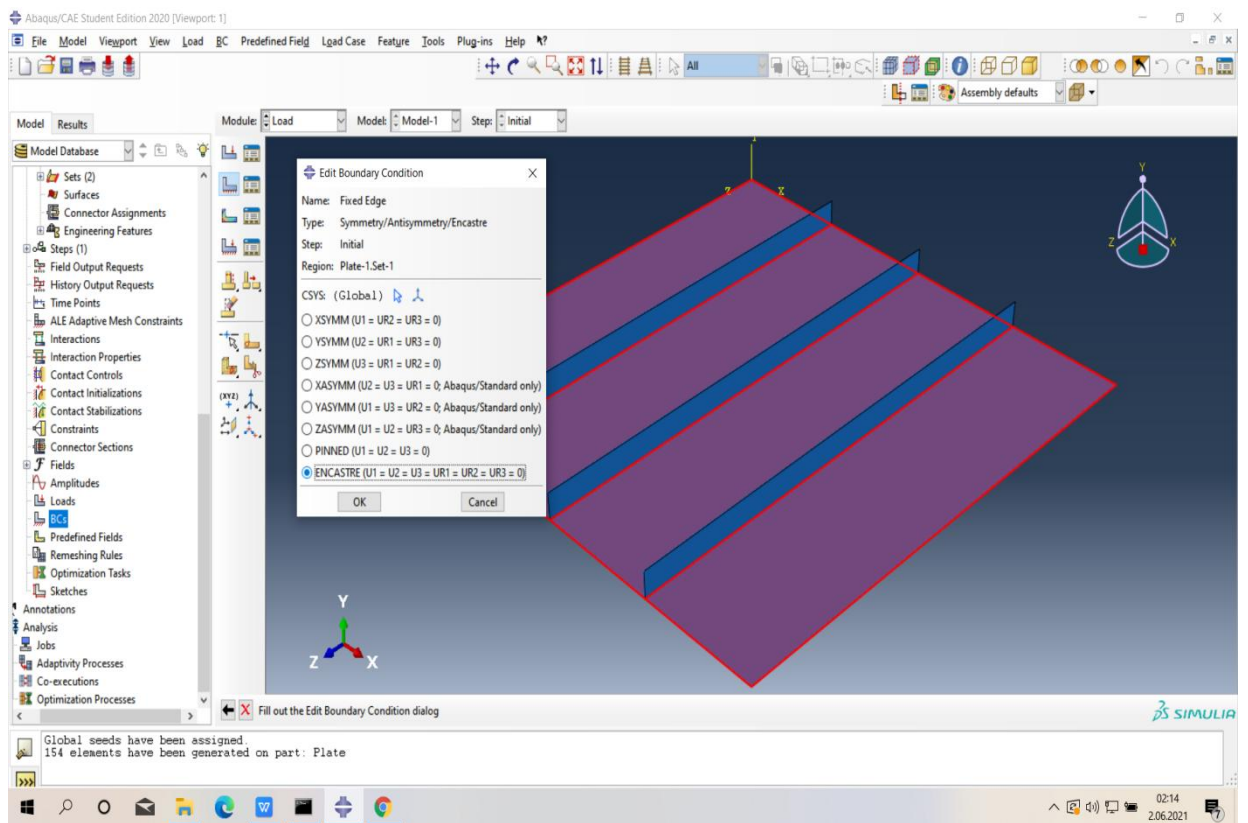 Abaqus/CAE Student Edition 2020 [Viewport: 1]
File Model Viewport View Load BC Predefined Field Load Case Feature Tools Plug-ins Help
All
Assembly defaults
Model Results
Module: Load Model: Model-1 Step: Initial
Model Database
Sets (2)
Surfaces
Connector Assignments
Engineering Features
Steps (1)
Field Output Requests
History Output Requests
Time Points
ALE Adaptive Mesh Constraints
Interactions
Interaction Properties
Contact Controls
Contact Initializations
Contact Stabilizations
Constraints
Connector Sections
Fields
Amplitudes
Loads
BCs
Predefined Fields
Remeshing Rules
Optimization Tasks
Sketches
Annotations
Analysis
Jobs
Adaptivity Processes
Co-executions
Optimization Processes
(XYZ)
Edit Boundary Condition
Name: Fixed Edge
Type: Symmetry/Antisymmetry/Encastre
Step: Initial
Region: Plate-1.Set-1
CSYS: (Global)
XSYMM (U1 = UR2 = UR3 = 0)
YSYMM (U2 = UR1 = UR3 = 0)
ZSYMM (U3 = UR1 = UR2 = 0)
XASYMM (U2 = U3 = UR1 = 0; Abaqus/Standard only)
YASYMM (U1 = U3 = UR2 = 0; Abaqus/Standard only)
ZASYMM (U1 = U2 = UR3 = 0; Abaqus/Standard only)
PINNED (U1 = U2 = U3 = 0)
ENCASTRE (U1 = U2 = U3 = UR1 = UR2 = UR3 = 0)
OK Cancel
Z X
Y
Z X
Y
Z X
Fill out the Edit Boundary Condition dialog
SIMULIA
Global seeds have been assigned.
154 elements have been generated on part: Plate
02:14
2.06.2021